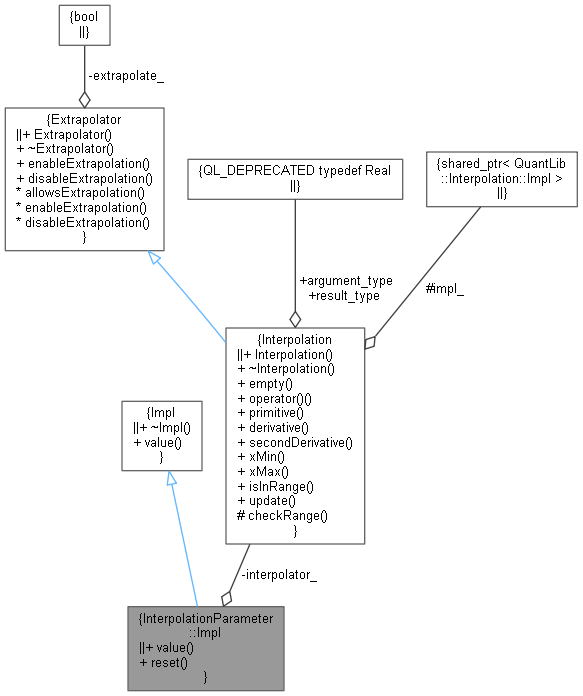 {bool
||}
-extrapolate_
{Extrapolator
||+ Extrapolator()
+ ~Extrapolator()
+ enableExtrapolation()
+ disableExtrapolation()
* allowsExtrapolation()
* enableExtrapolation()
* disableExtrapolation()
}
{QL_DEPRECATED typedef Real
||}
{shared_ptr< QuantLib
::Interpolation::Impl >
||}
+argument_type
+result_type
#impl_
{Interpolation
||+ Interpolation()
+ ~Interpolation()
+ empty()
+ operator()()
+ primitive()
+ derivative()
+ secondDerivative()
+ xMin()
+ xMax()
+ isInRange()
+ update()
# checkRange()
}
{Impl
||+ ~Impl()
+ value()
}
-interpolator_
{InterpolationParameter
::Impl
||+ value()
+ reset()
}